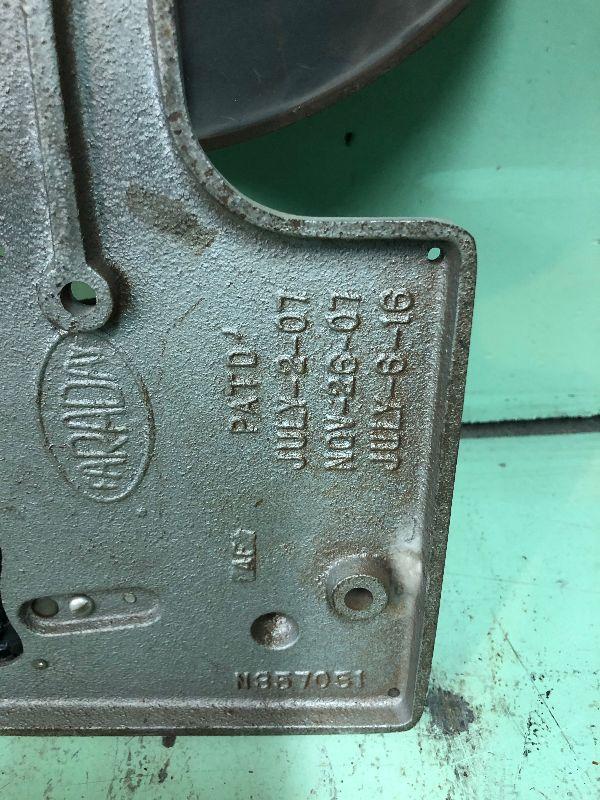 FARADAY
PAT'D
JULY-2-07
NOV-26-07
JULY-6-16
N857051